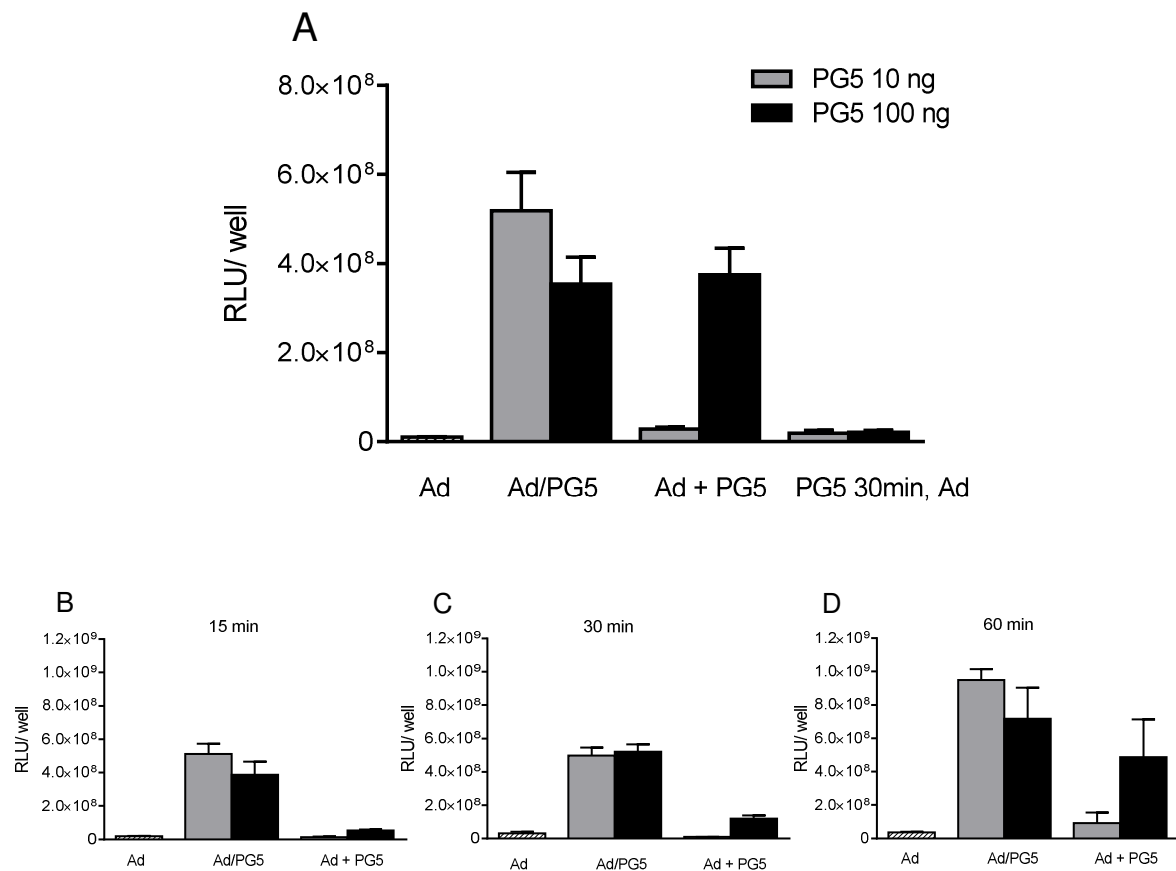 A
PG5 10 ng
PG5 100 ng
8.0×10⁸
6.0×10⁸
4.0×10⁸
2.0×10⁸
0
RLU/ well
Ad
Ad/PG5
Ad + PG5
PG5 30min, Ad
B
15 min
1.2×10⁹
1.0×10⁹
8.0×10⁸
6.0×10⁸
4.0×10⁸
2.0×10⁸
0
RLU/ well
Ad
Ad/PG5
Ad + PG5
C
30 min
1.2×10⁹
1.0×10⁹
8.0×10⁸
6.0×10⁸
4.0×10⁸
2.0×10⁸
0
RLU/ well
Ad
Ad/PG5
Ad + PG5
D
60 min
1.2×10⁹
1.0×10⁹
8.0×10⁸
6.0×10⁸
4.0×10⁸
2.0×10⁸
0
RLU/ well
Ad
Ad/PG5
Ad + PG5